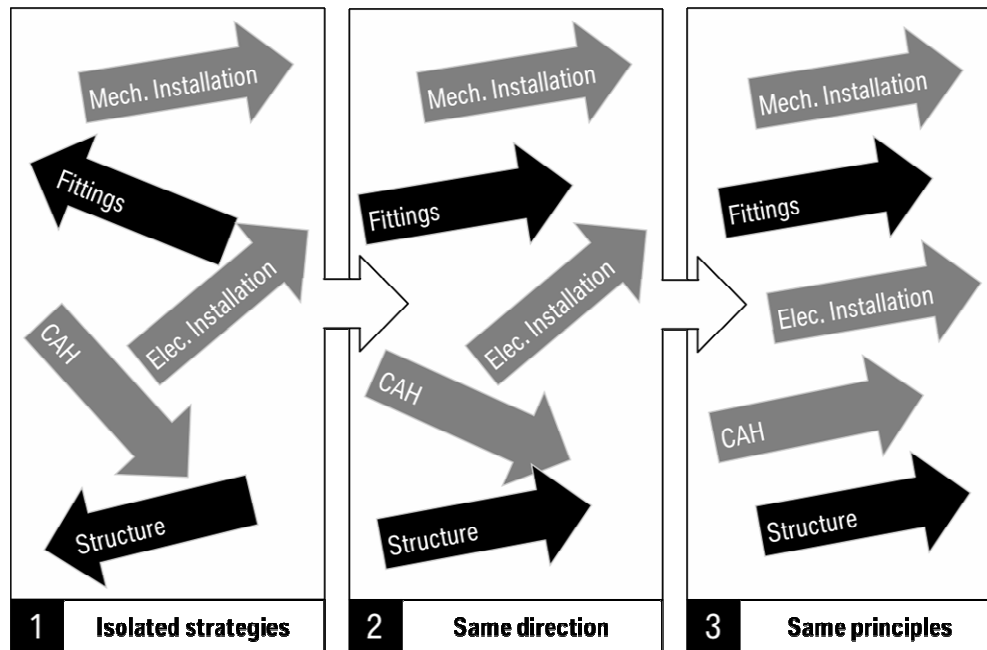 Mech. Installation
Fittings
Elec. Installation
CAH
Structure
1 Isolated strategies
Mech. Installation
Fittings
Elec. Installation
CAH
Structure
2 Same direction
Mech. Installation
Fittings
Elec. Installation
CAH
Structure
3 Same principles